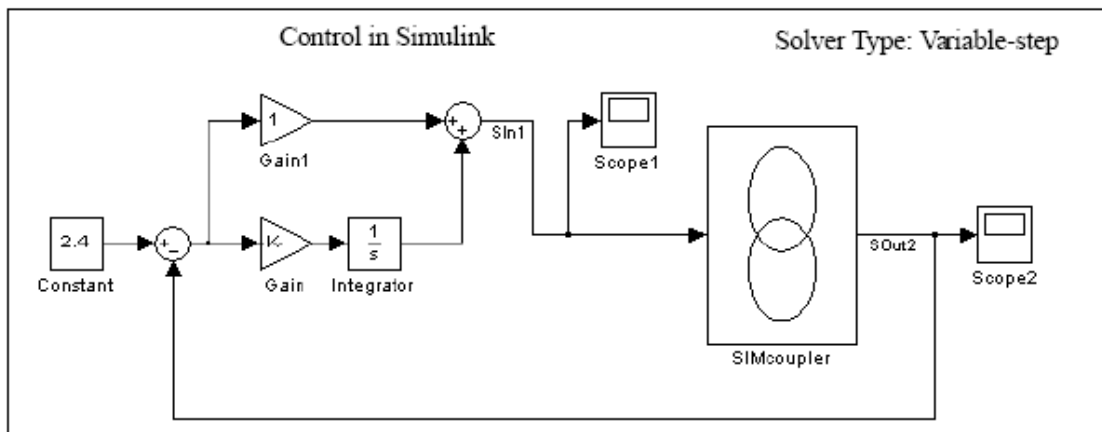 Control in Simulink
Solver Type: Variable-step
1
Gain1
SIn1
Scope1
2.4
Constant
K-
Gain
1
s
Integrator
SIMcoupler
SOut2
Scope2